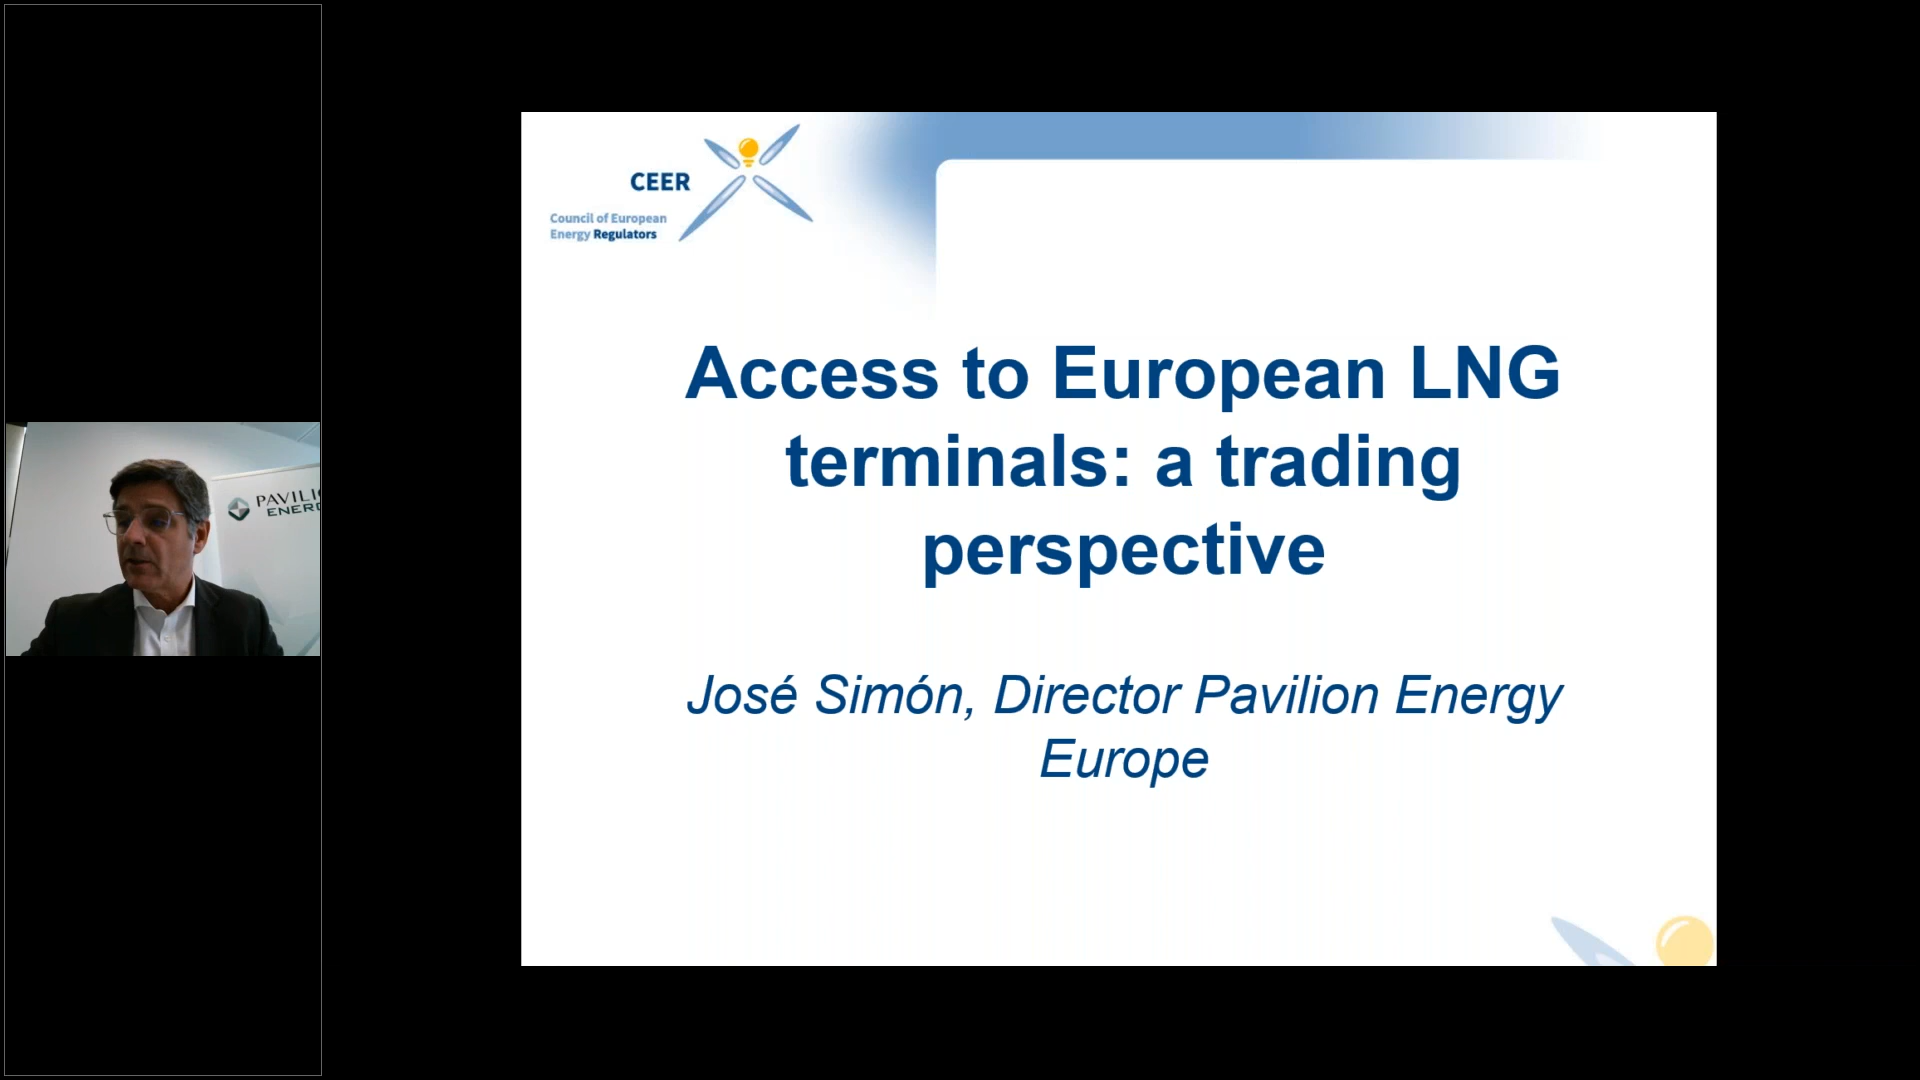 CEER
Council of European
Energy Regulators
Access to European LNG
terminals: a trading
perspective
José Simón, Director Pavilion Energy
Europe